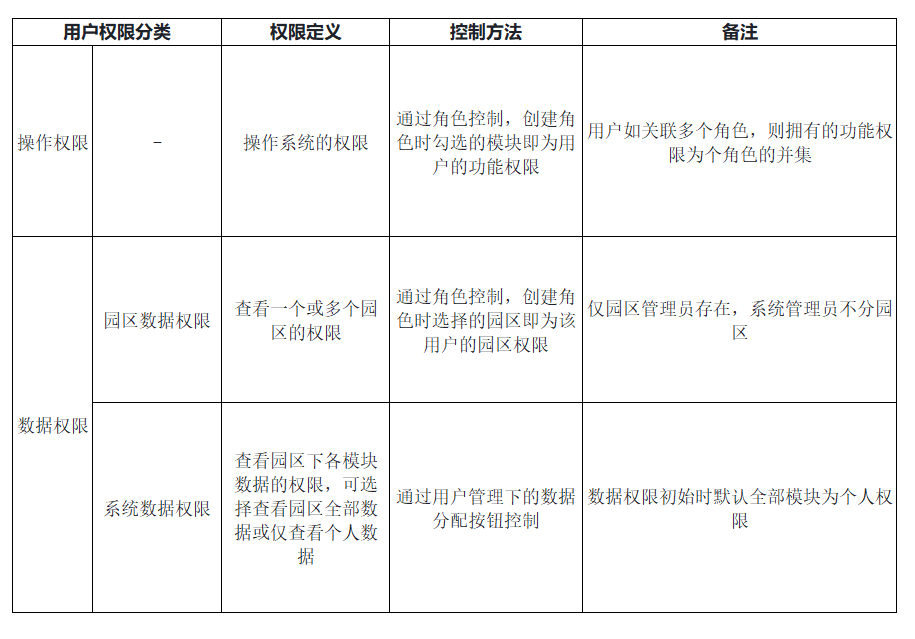 用户权限分类 权限定义 控制方法 备注
操作权限
-
操作系统的权限
通过角色控制，创建角
色时勾选的模块即为用
户的功能权限
用户如关联多个角色，则拥有的功能权
限为个角色的并集
数据权限
园区数据权限
查看一个或多个园
区的权限
通过角色控制，创建角
色时选择的园区即为该
用户的园区权限
仅园区管理员存在，系统管理员不分园
区
系统数据权限
查看园区下各模块
数据的权限，可选
择查看园区全部数
据或仅查看个人数
据
通过用户管理下的数据
分配按钮控制
数据权限初始时默认全部模块为个人权
限